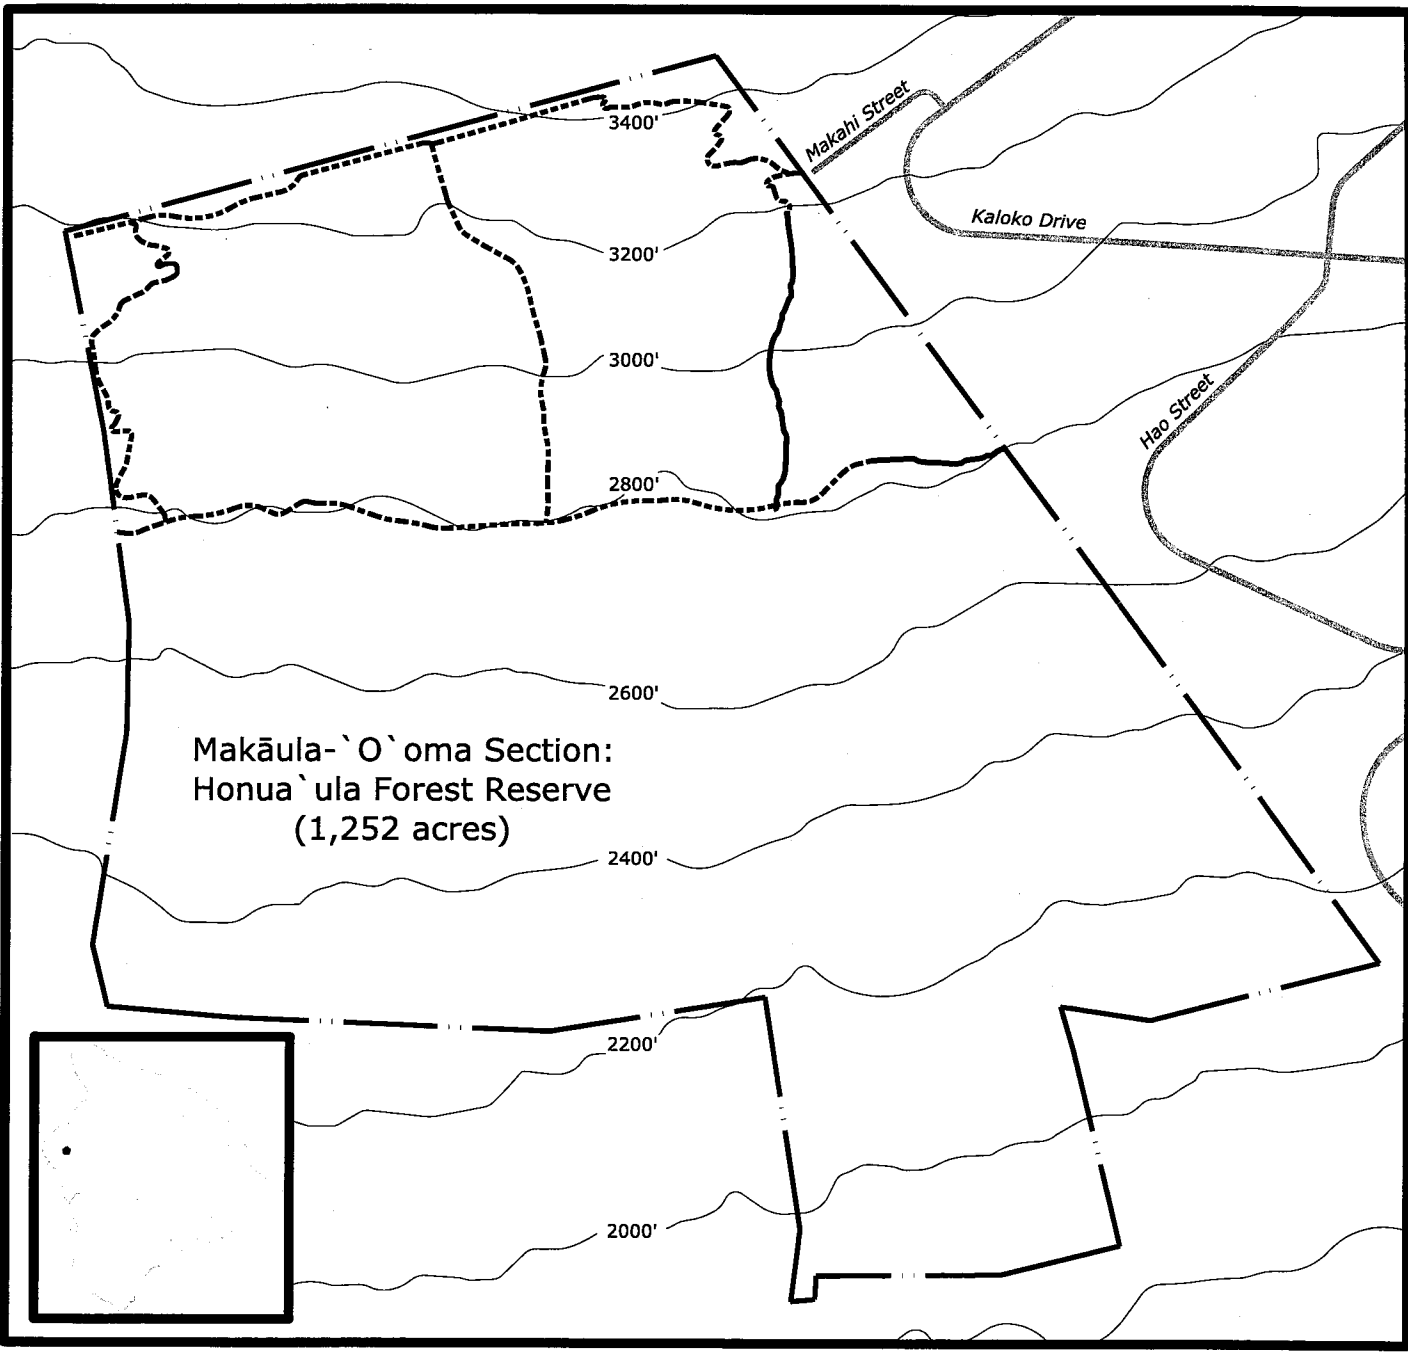 Makahi Street
3400'
Kaloko Drive
3200'
3000'
Hao Street
2800'
2600'
Makāula-`O`oma Section:
Honua`ula Forest Reserve
(1,252 acres)
2400'
2200'
2000'